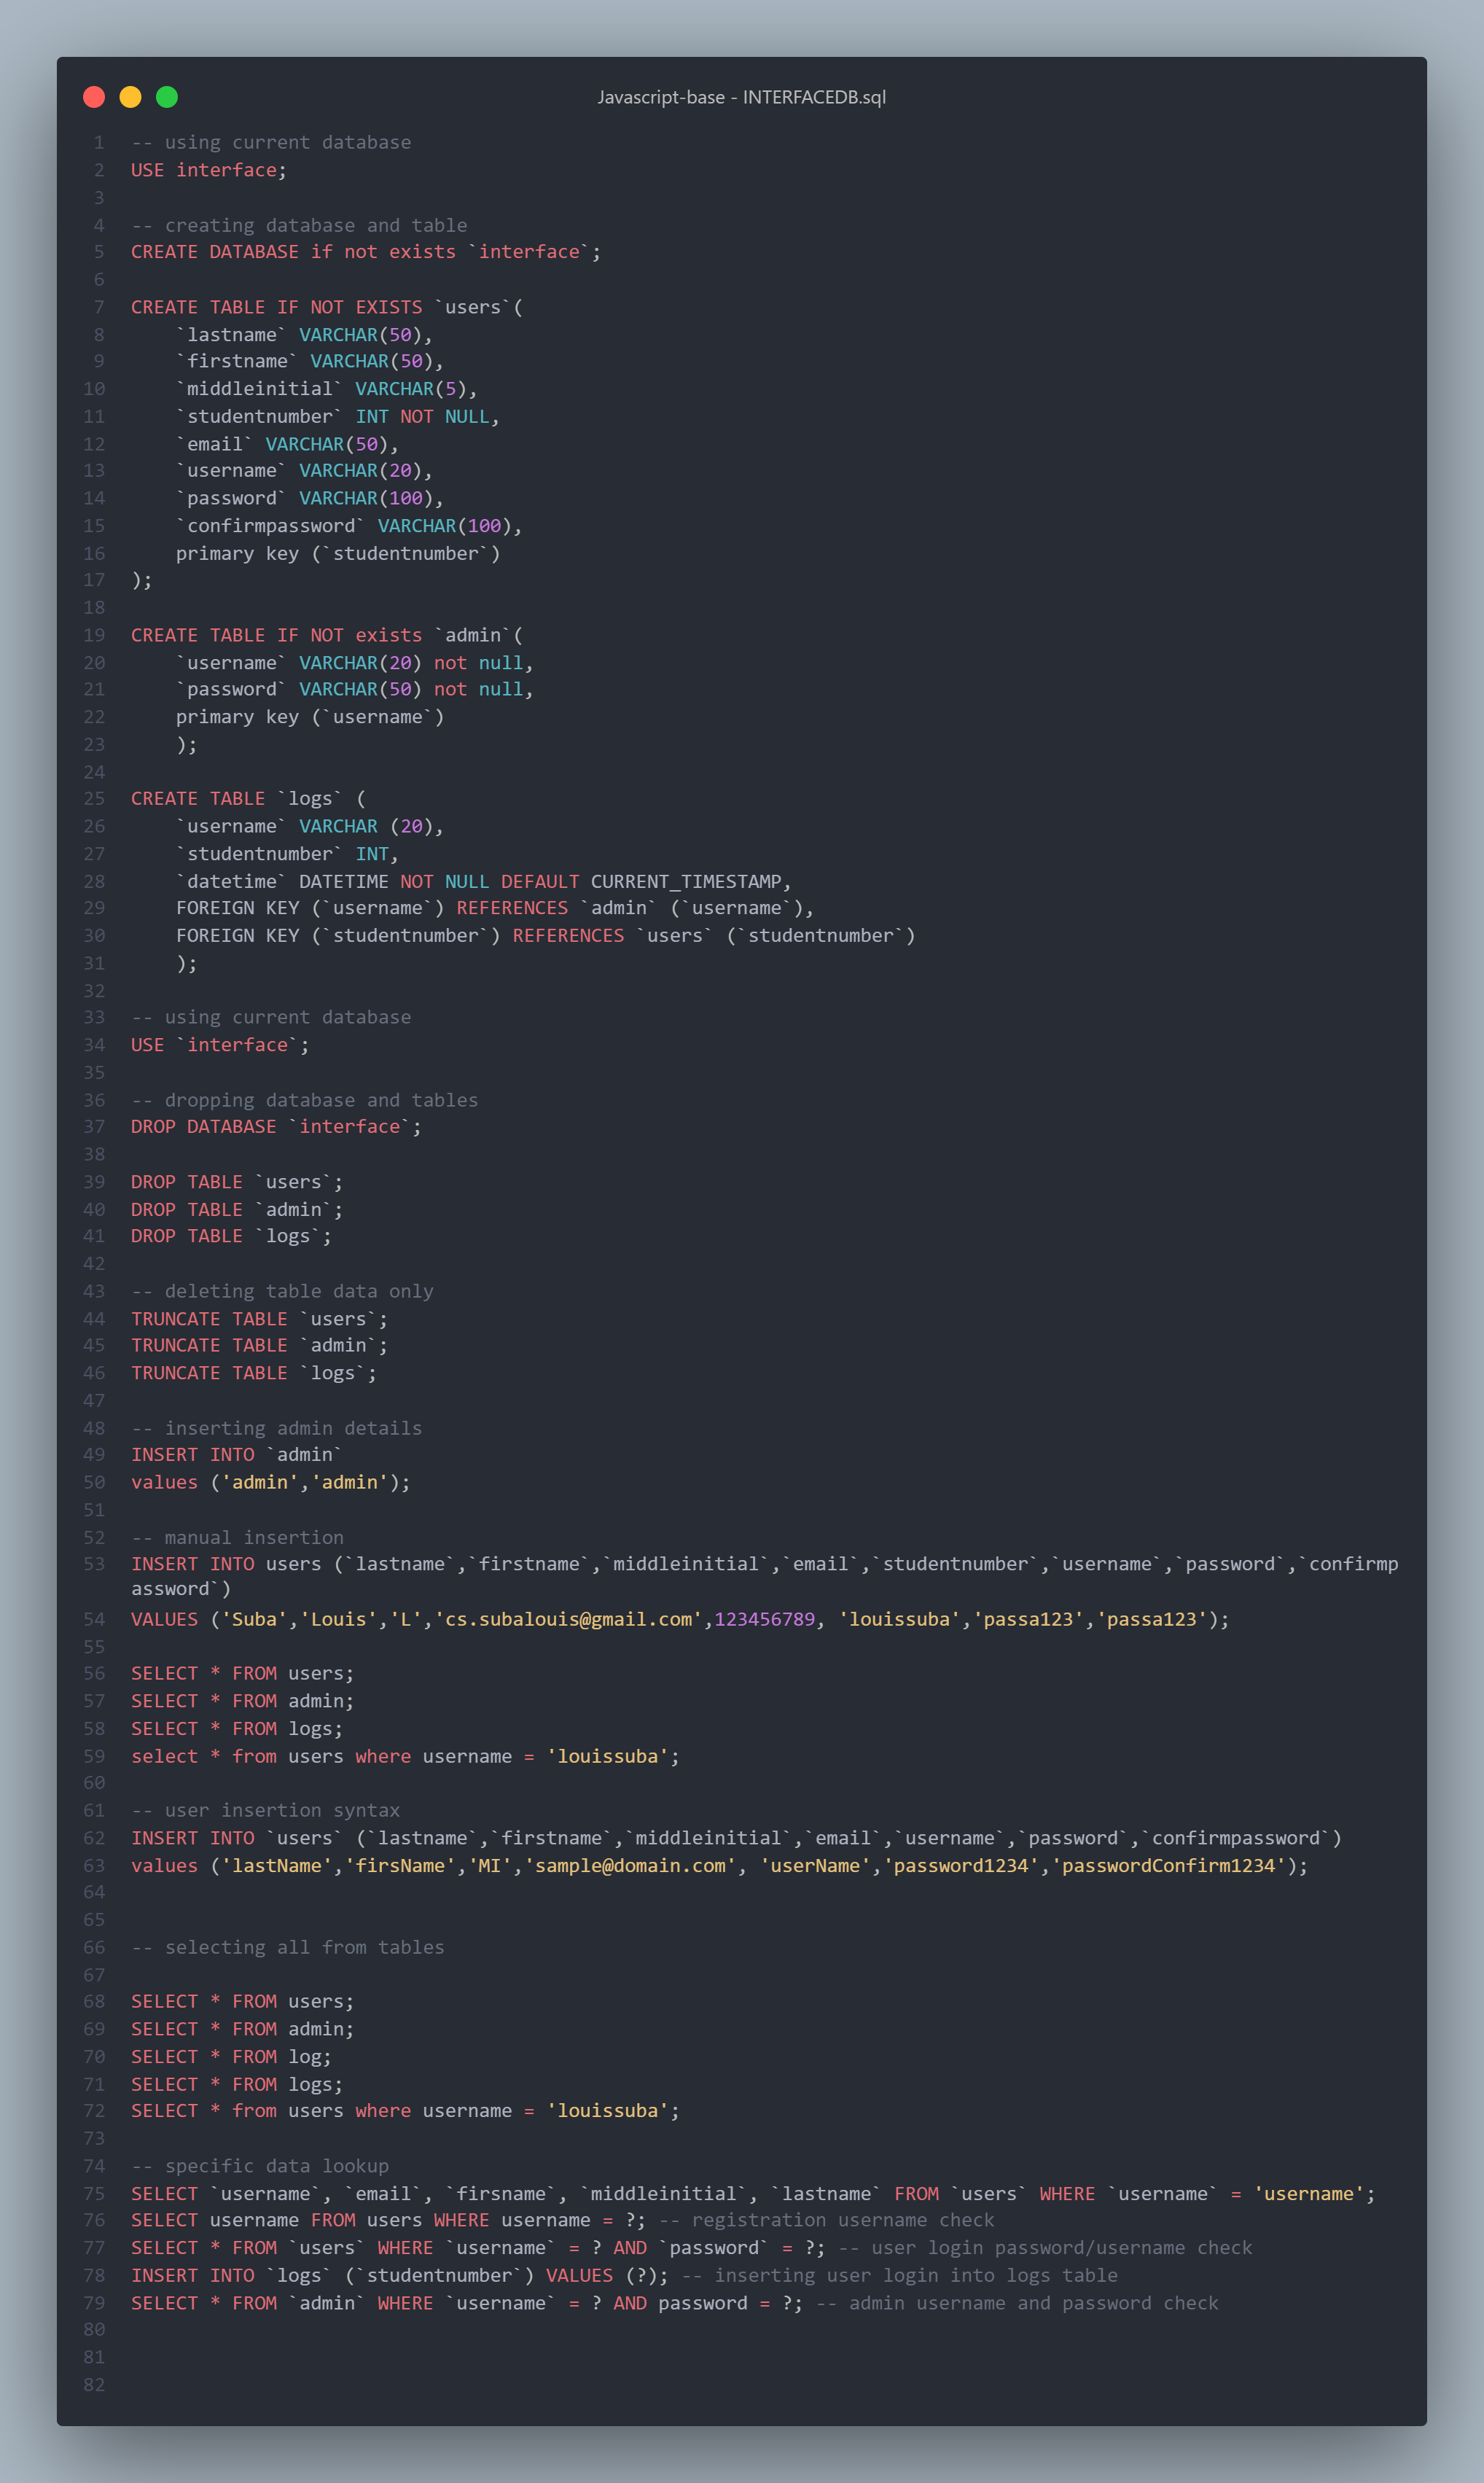 Javascript-base - INTERFACEDB.sql
1 -- using current database
2 USE interface;
3
4 -- creating database and table
5 CREATE DATABASE if not exists `interface`;
6
7 CREATE TABLE IF NOT EXISTS `users`(
8     `lastname` VARCHAR(50),
9     `firstname` VARCHAR(50),
10     `middleinitial` VARCHAR(5),
11     `studentnumber` INT NOT NULL,
12     `email` VARCHAR(50),
13     `username` VARCHAR(20),
14     `password` VARCHAR(100),
15     `confirmpassword` VARCHAR(100),
16     primary key (`studentnumber`)
17 );
18
19 CREATE TABLE IF NOT exists `admin`(
20     `username` VARCHAR(20) not null,
21     `password` VARCHAR(50) not null,
22     primary key (`username`)
23     );
24
25 CREATE TABLE `logs` (
26     `username` VARCHAR (20),
27     `studentnumber` INT,
28     `datetime` DATETIME NOT NULL DEFAULT CURRENT_TIMESTAMP,
29     FOREIGN KEY (`username`) REFERENCES `admin` (`username`),
30     FOREIGN KEY (`studentnumber`) REFERENCES `users` (`studentnumber`)
31     );
32
33 -- using current database
34 USE `interface`;
35
36 -- dropping database and tables
37 DROP DATABASE `interface`;
38
39 DROP TABLE `users`;
40 DROP TABLE `admin`;
41 DROP TABLE `logs`;
42
43 -- deleting table data only
44 TRUNCATE TABLE `users`;
45 TRUNCATE TABLE `admin`;
46 TRUNCATE TABLE `logs`;
47
48 -- inserting admin details
49 INSERT INTO `admin`
50 values ('admin','admin');
51
52 -- manual insertion
53 INSERT INTO users (`lastname`,`firstname`,`middleinitial`,`email`,`studentnumber`,`username`,`password`,`confirmp
assword`)
54 VALUES ('Suba','Louis','L','cs.subalouis@gmail.com',123456789, 'louissuba','passa123','passa123');
55
56 SELECT * FROM users;
57 SELECT * FROM admin;
58 SELECT * FROM logs;
59 select * from users where username = 'louissuba';
60
61 -- user insertion syntax
62 INSERT INTO `users` (`lastname`,`firstname`,`middleinitial`,`email`,`username`,`password`,`confirmpassword`)
63 values ('lastName','firsName','MI','sample@domain.com', 'userName','password1234','passwordConfirm1234');
64
65
66 -- selecting all from tables
67
68 SELECT * FROM users;
69 SELECT * FROM admin;
70 SELECT * FROM log;
71 SELECT * FROM logs;
72 SELECT * from users where username = 'louissuba';
73
74 -- specific data lookup
75 SELECT `username`, `email`, `firsname`, `middleinitial`, `lastname` FROM `users` WHERE `username` = 'username';
76 SELECT username FROM users WHERE username = ?; -- registration username check
77 SELECT * FROM `users` WHERE `username` = ? AND `password` = ?; -- user login password/username check
78 INSERT INTO `logs` (`studentnumber`) VALUES (?); -- inserting user login into logs table
79 SELECT * FROM `admin` WHERE `username` = ? AND password = ?; -- admin username and password check
80
81
82